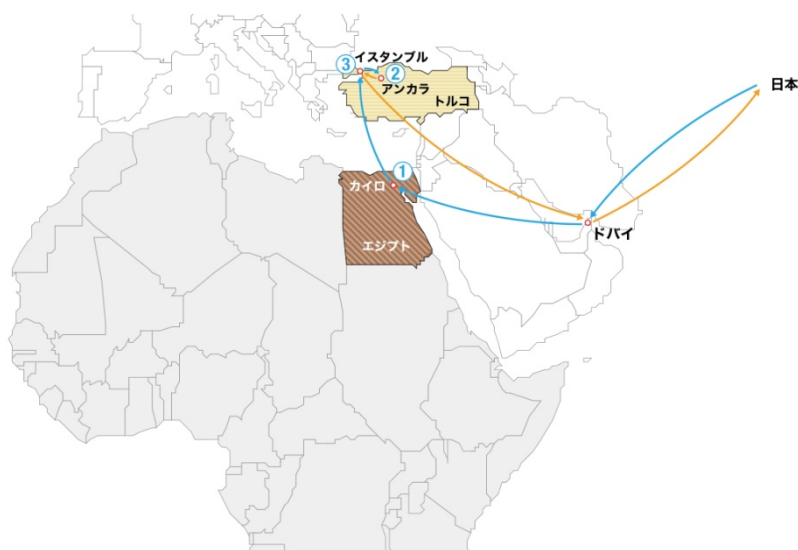 ③ イスタンブル
②
アンカラ
トルコ
日本
①
カイロ
エジプト
ドバイ